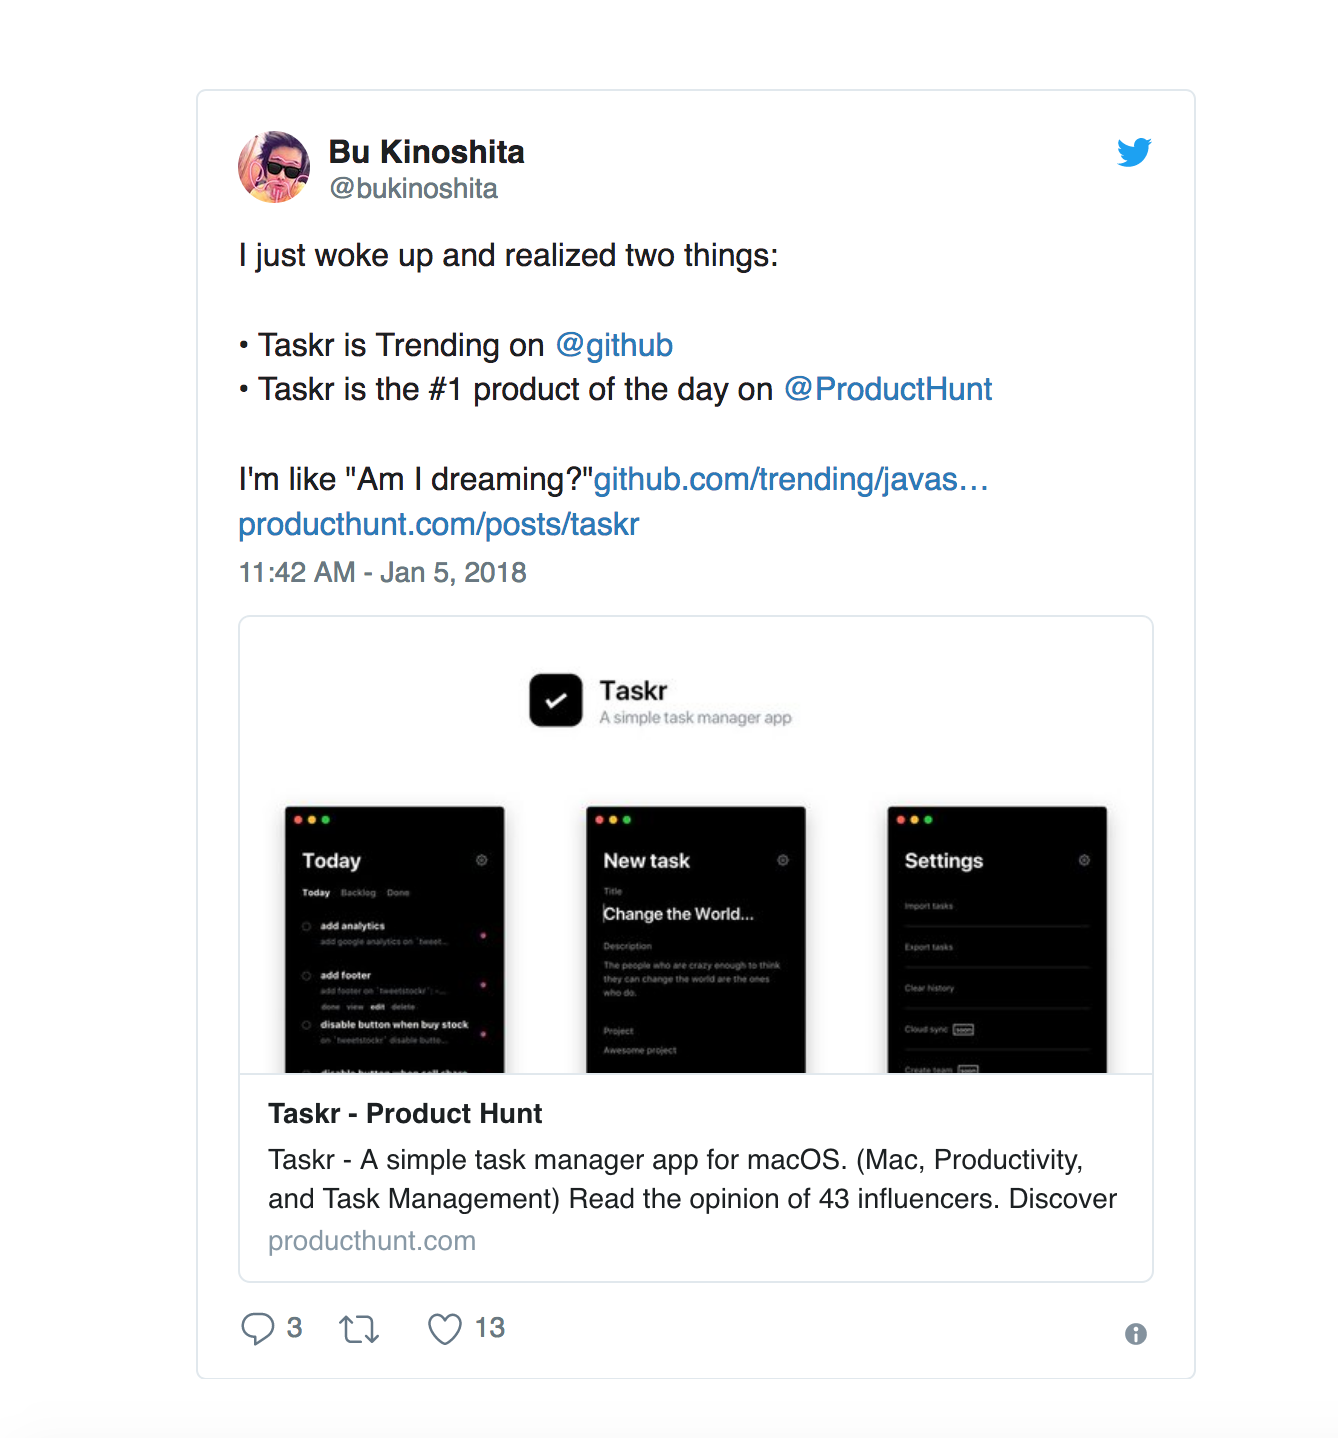 Bu Kinoshita
@bukinoshita
I just woke up and realized two things:
• Taskr is Trending on @github
• Taskr is the #1 product of the day on @ProductHunt
I'm like "Am I dreaming?"github.com/trending/javas…
producthunt.com/posts/taskr
11:42 AM - Jan 5, 2018
Taskr
A simple task manager app
Today
Today Backlog Done
add analytics
add google analytics on `tweet...
add footer
add footer on `tweetstockr`: -...
done view edit delete
disable button when buy stock
on `tweetstockr` disable butto...
disable button when sell share
New task
Title
Change the World...
Description
The people who are crazy enough to think
they can change the world are the ones
who do.
Project
Awesome project
Settings
Import tasks
Export tasks
Clear history
Cloud sync soon
Create team soon
Taskr - Product Hunt
Taskr - A simple task manager app for macOS. (Mac, Productivity,
and Task Management) Read the opinion of 43 influencers. Discover
producthunt.com
3 13